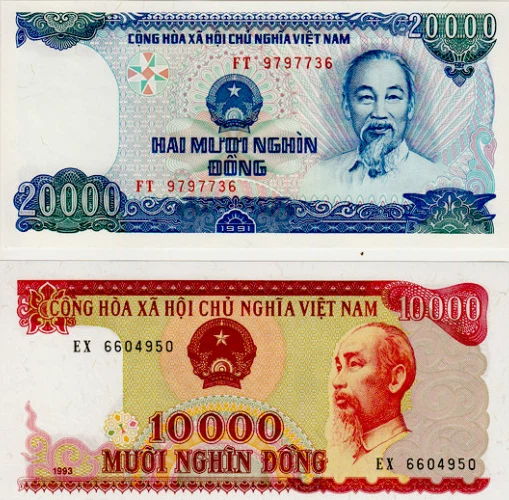 20000
CỘNG HÒA XÃ HỘI CHỦ NGHĨA VIỆT NAM
FT 9797736
HAI MƯƠI NGHÌN
ĐỒNG
FT 9797736
20000
1991
CỘNG HÒA XÃ HỘI CHỦ NGHĨA VIỆT NAM
10000
EX 6604950
10000
MƯỜI NGHÌN ĐỒNG
1993
EX 6604950